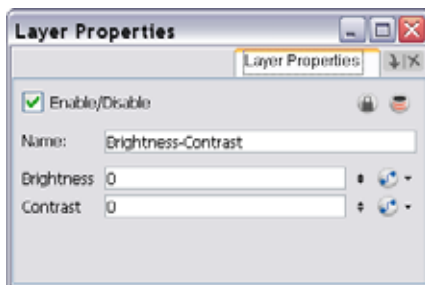 Layer Properties
Layer Properties
Enable/Disable
Name: Brightness-Contrast
Brightness 0
Contrast 0